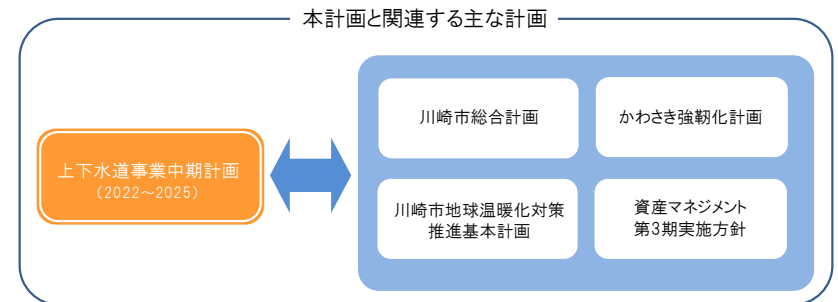 本計画と関連する主な計画
上下水道事業中期計画
(2022~2025)
川崎市総合計画
かわさき強靭化計画
川崎市地球温暖化対策
推進基本計画
資産マネジメント
第3期実施方針